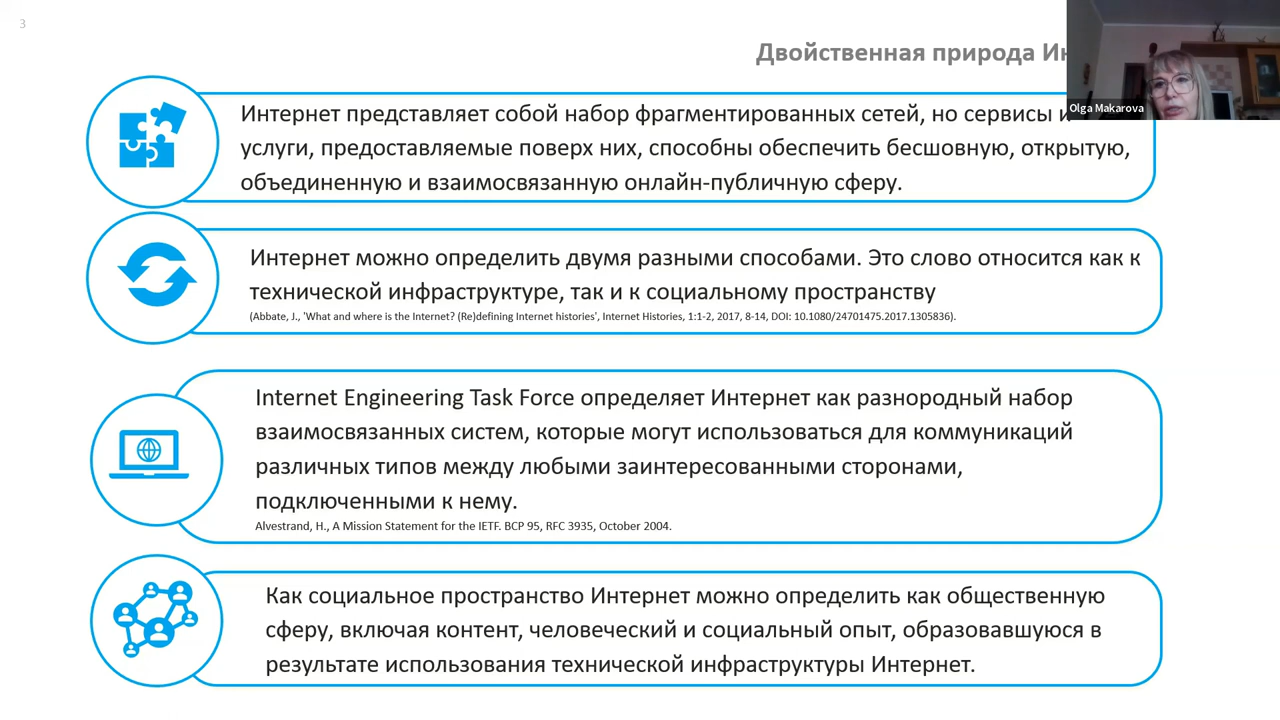 3
Двойственная природа
Olga Makarova
Интернет представляет собой набор фрагментированных сетей, но сервисы и
услуги, предоставляемые поверх них, способны обеспечить бесшовную, открытую,
объединенную и взаимосвязанную онлайн-публичную сферу.
Интернет можно определить двумя разными способами. Это слово относится как к
технической инфраструктуре, так и к социальному пространству
(Abbate, J., 'What and where is the Internet? (Re)defining Internet histories', Internet Histories, 1:1-2, 2017, 8-14, DOI: 10.1080/24701475.2017.1305836).
Internet Engineering Task Force определяет Интернет как разнородный набор
взаимосвязанных систем, которые могут использоваться для коммуникаций
различных типов между любыми заинтересованными сторонами,
подключенными к нему.
Alvestrand, H., A Mission Statement for the IETF. BCP 95, RFC 3935, October 2004.
Как социальное пространство Интернет можно определить как общественную
сферу, включая контент, человеческий и социальный опыт, образовавшуюся в
результате использования технической инфраструктуры Интернет.